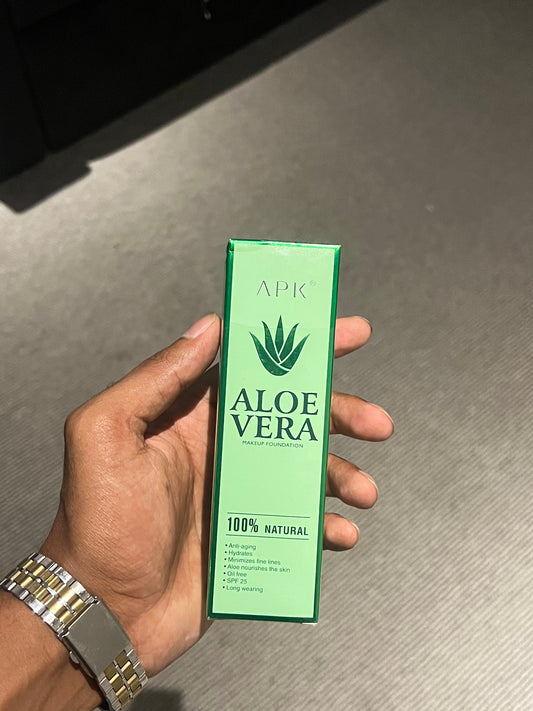 APK®
ALOE
VERA
MAKEUP FOUNDATION
100% NATURAL
• Anti-aging
• Hydrates
• Minimizes fine lines
• Aloe nourishes the skin
• Oil free
• SPF 25
• Long wearing